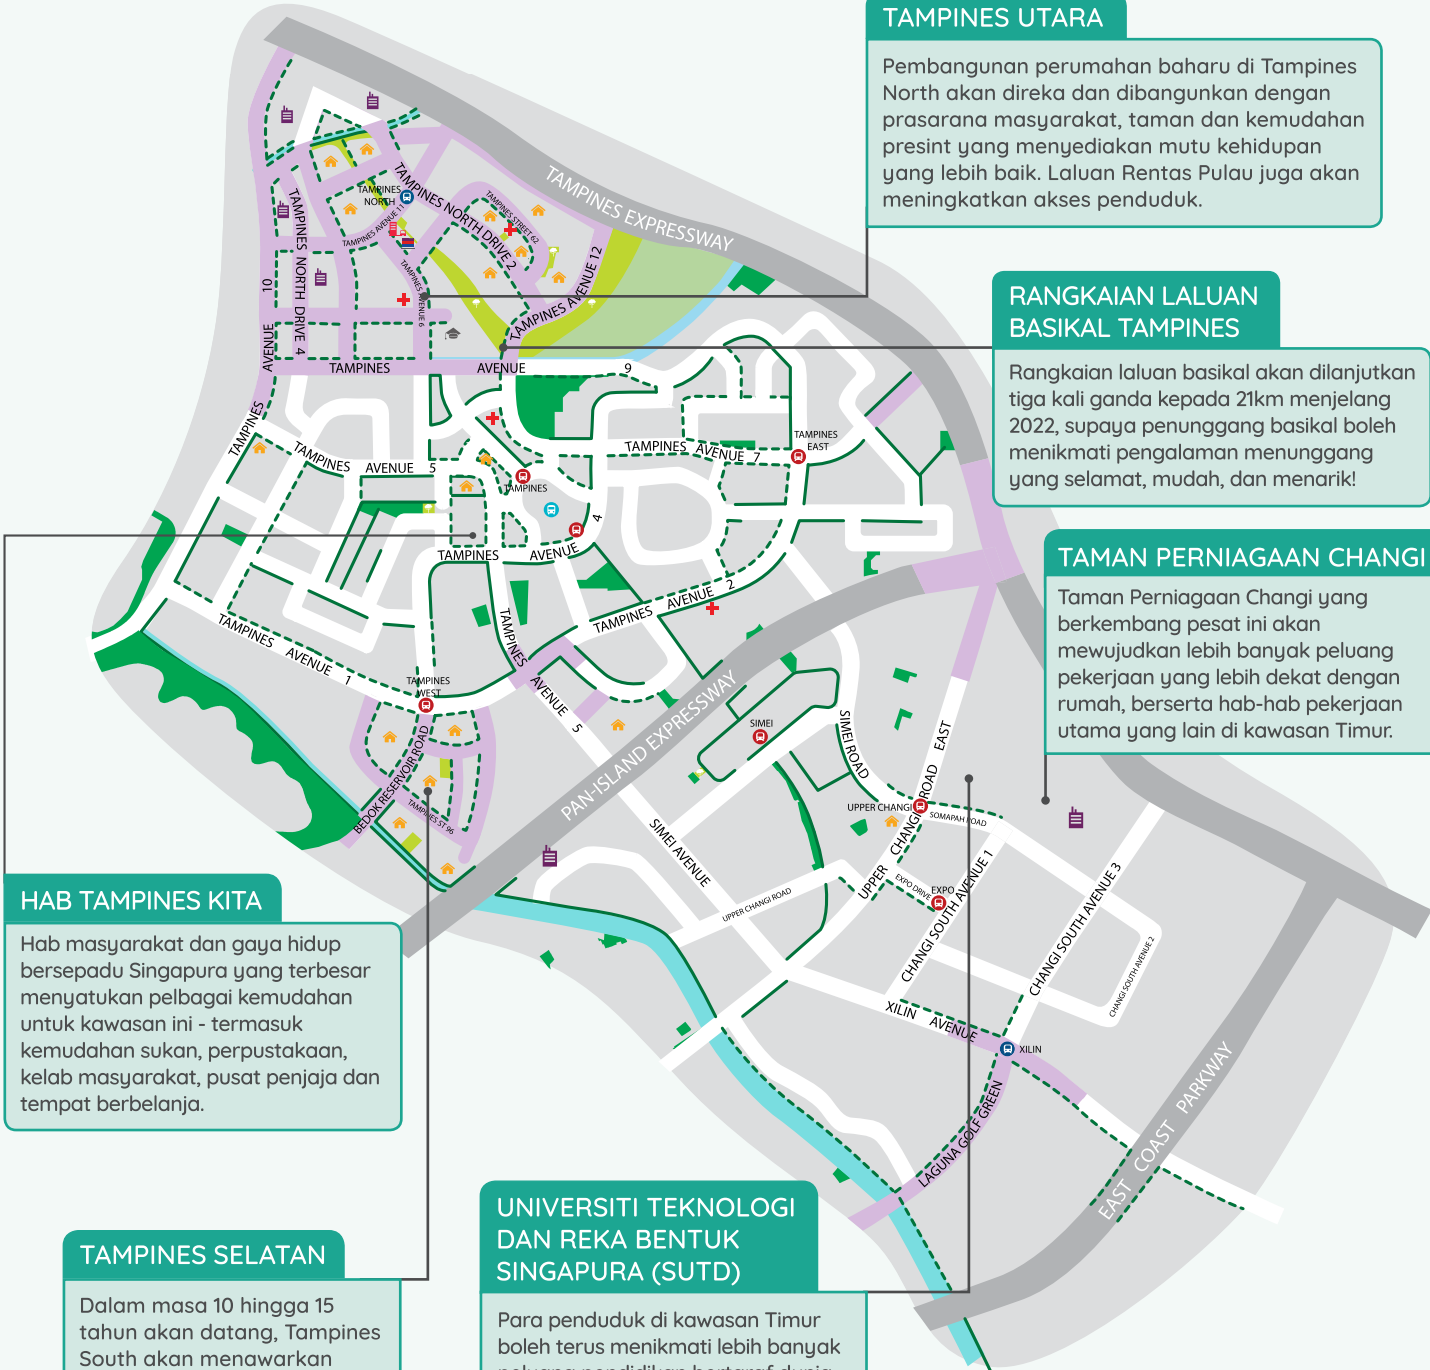 TAMPINES UTARA
Pembangunan perumahan baharu di Tampines
North akan direka dan dibangunkan dengan
prasarana masyarakat, taman dan kemudahan
presint yang menyediakan mutu kehidupan
yang lebih baik. Laluan Rentas Pulau juga akan
meningkatkan akses penduduk.
RANGKAIAN LALUAN
BASIKAL TAMPINES
Rangkaian laluan basikal akan dilanjutkan
tiga kali ganda kepada 21km menjelang
2022, supaya penunggang basikal boleh
menikmati pengalaman menunggang
yang selamat, mudah, dan menarik!
TAMAN PERNIAGAAN CHANGI
Taman Perniagaan Changi yang
berkembang pesat ini akan
mewujudkan lebih banyak peluang
pekerjaan yang lebih dekat dengan
rumah, berserta hab-hab pekerjaan
utama yang lain di kawasan Timur.
HAB TAMPINES KITA
Hab masyarakat dan gaya hidup
bersepadu Singapura yang terbesar
menyatukan pelbagai kemudahan
untuk kawasan ini - termasuk
kemudahan sukan, perpustakaan,
kelab masyarakat, pusat penjaja dan
tempat berbelanja.
TAMPINES SELATAN
Dalam masa 10 hingga 15
tahun akan datang, Tampines
South akan menawarkan
UNIVERSITI TEKNOLOGI
DAN REKA BENTUK
SINGAPURA (SUTD)
Para penduduk di kawasan Timur
boleh terus menikmati lebih banyak
TAMPINES EXPRESSWAY
TAMPINES
NORTH
TAMPINES NORTH DRIVE 2
TAMPINES STREET 62
TAMPINES AVENUE 11
TAMPINES AVENUE 6
TAMPINES AVENUE 12
TAMPINES NORTH DRIVE 4
TAMPINES AVENUE 10
TAMPINES AVENUE 9
TAMPINES AVENUE 5
TAMPINES AVENUE 7
TAMPINES
EAST
TAMPINES
TAMPINES AVENUE 4
TAMPINES AVENUE 2
TAMPINES AVENUE 1
TAMPINES
WEST
TAMPINES AVENUE 5
BEDOK RESERVOIR ROAD
TAMPINES ST 96
PAN-ISLAND EXPRESSWAY
SIMEI
SIMEI ROAD
SIMEI AVENUE
UPPER CHANGI ROAD EAST
UPPER CHANGI
SOMAPAH ROAD
UPPER CHANGI ROAD
EXPO DRIVE
EXPO
CHANGI SOUTH AVENUE 1
CHANGI SOUTH AVENUE 3
CHANGI SOUTH AVENUE 2
XILIN AVENUE
XILIN
LAGUNA GOLF GREEN
EAST COAST PARKWAY